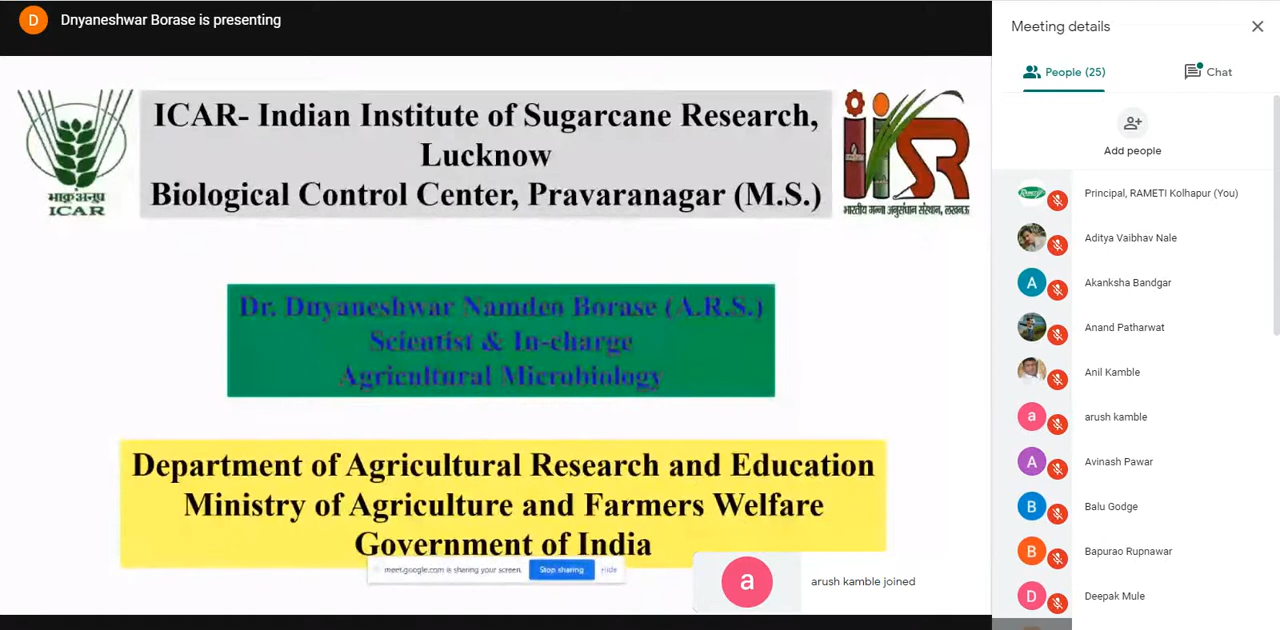 D
Dnyaneshwar Borase is presenting
ICAR- Indian Institute of Sugarcane Research,
Lucknow
Biological Control Center, Pravaranagar (M.S.)
भाकृअनुप
ICAR
iiSR
भारतीय गन्ना अनुसंधान संस्थान, लखनऊ
Dr. Dnyaneshwar Namdeo Borase (A.R.S.)
Scientist & In-charge
Agricultural Microbiology
Department of Agricultural Research and Education
Ministry of Agriculture and Farmers Welfare
Government of India
meet.google.com is sharing your screen.
Stop sharing
Hide
a
arush kamble joined
Meeting details
People (25)
Chat
Add people
Principal, RAMETI Kolhapur (You)
Aditya Vaibhav Nale
A
Akanksha Bandgar
Anand Patharwat
Anil Kamble
a
arush kamble
A
Avinash Pawar
B
Balu Godge
B
Bapurao Rupnawar
D
Deepak Mule